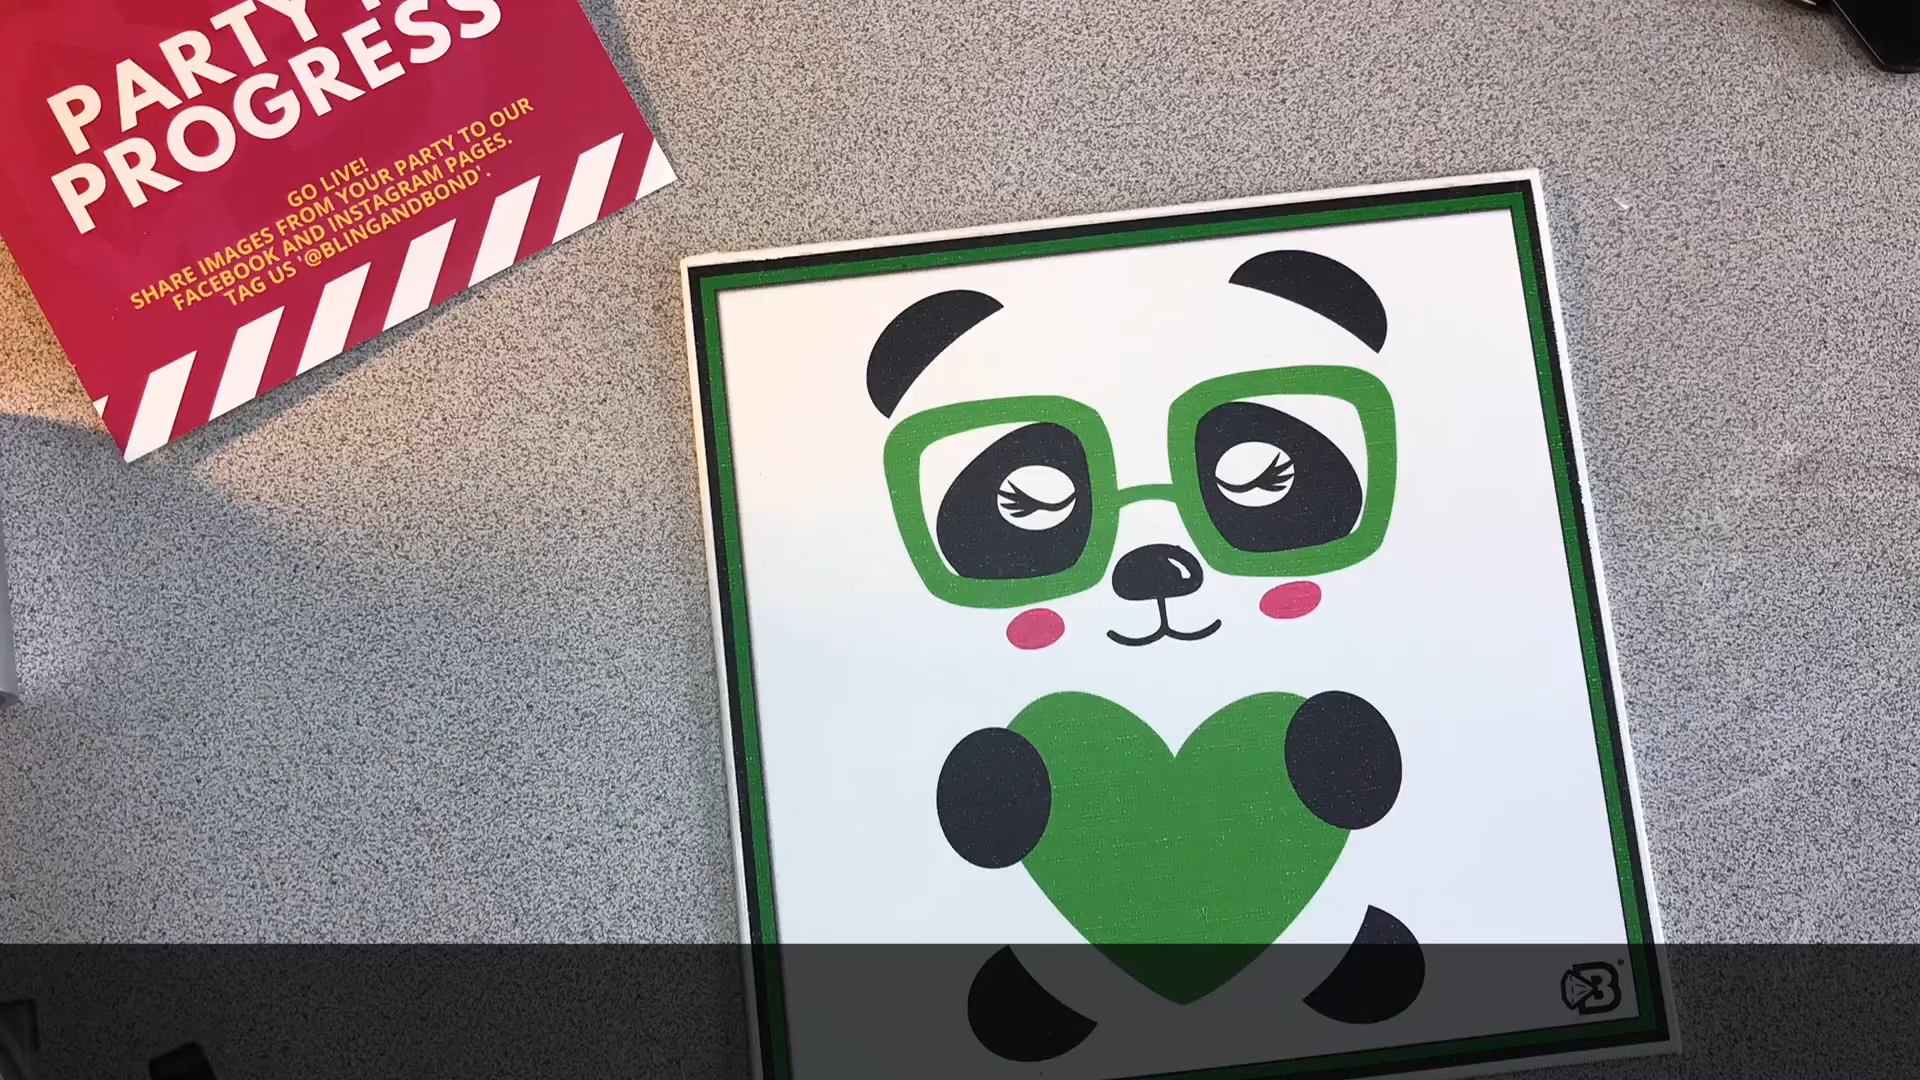 PARTY
PROGRESS
GO LIVE!
SHARE IMAGES FROM YOUR PARTY TO OUR
FACEBOOK AND INSTAGRAM PAGES.
TAG US '@BLINGANDBOND' .
B